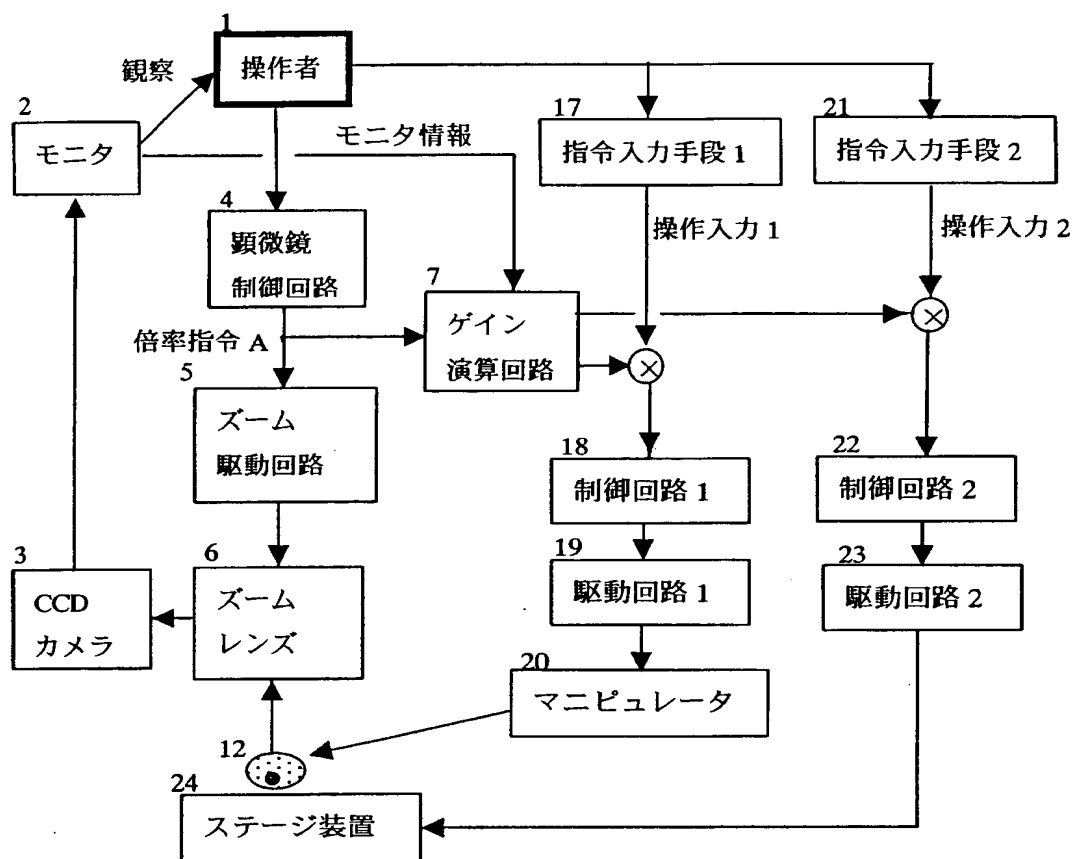 1
操作者
観察
2
モニタ
モニタ情報
17
指令入力手段 1
21
指令入力手段 2
4
顕微鏡
制御回路
操作入力 1
操作入力 2
7
ゲイン
演算回路
×
×
倍率指令 A
5
ズーム
駆動回路
18
制御回路 1
22
制御回路 2
3
CCD
カメラ
6
ズーム
レンズ
19
駆動回路 1
23
駆動回路 2
20
マニピュレータ
12
24
ステージ装置